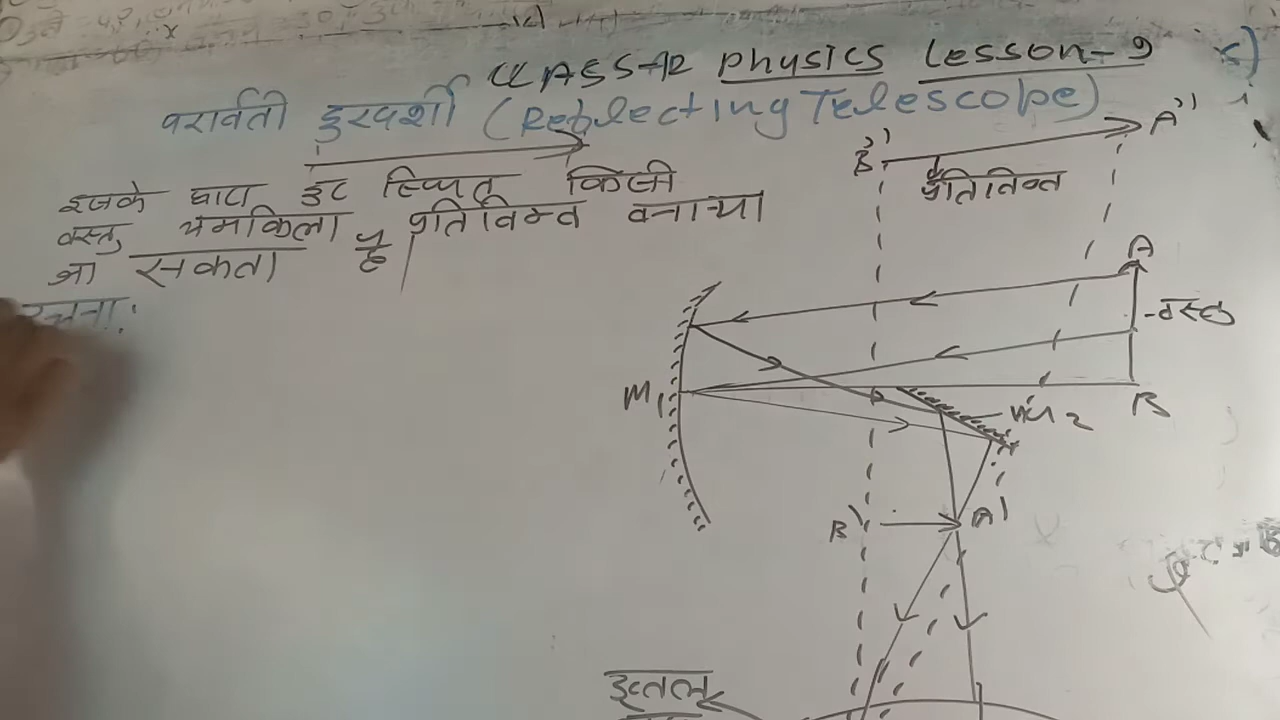 CLASS-12 Physics Lesson-9
परावर्ती दुरदर्शी (Reflecting Telescope)
इसके द्वारा दुर स्थित किसी
वस्तु चमकिला प्रतिबिम्ब बनाया
जा सकता है|
रचना:
B'' A''
प्रतिबिम्ब
A
वस्तु
M1
M2
B
B' A'